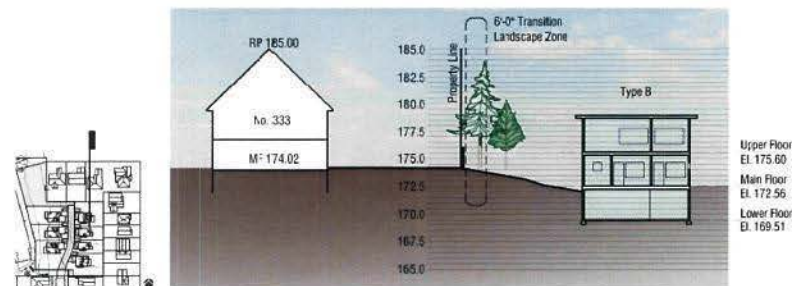 6'-0" Transition
Landscape Zone
RP 185.00
Property Line
185.0
182.5
180.0
177.5
175.0
172.5
170.0
167.5
165.0
Type B
No. 333
MF 174.02
Upper Floor
El. 175.60
Main Floor
El. 172.56
Lower Floor
El. 169.51